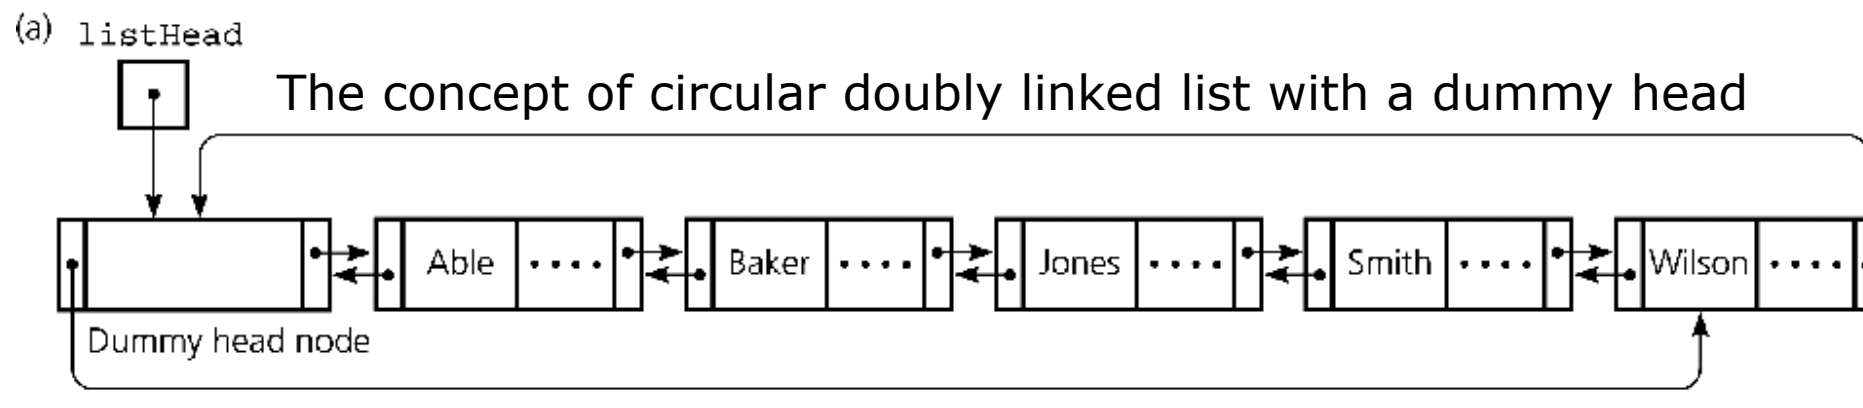 (a) listHead
The concept of circular doubly linked list with a dummy head
Able .... Baker .... Jones .... Smith .... Wilson ....
Dummy head node